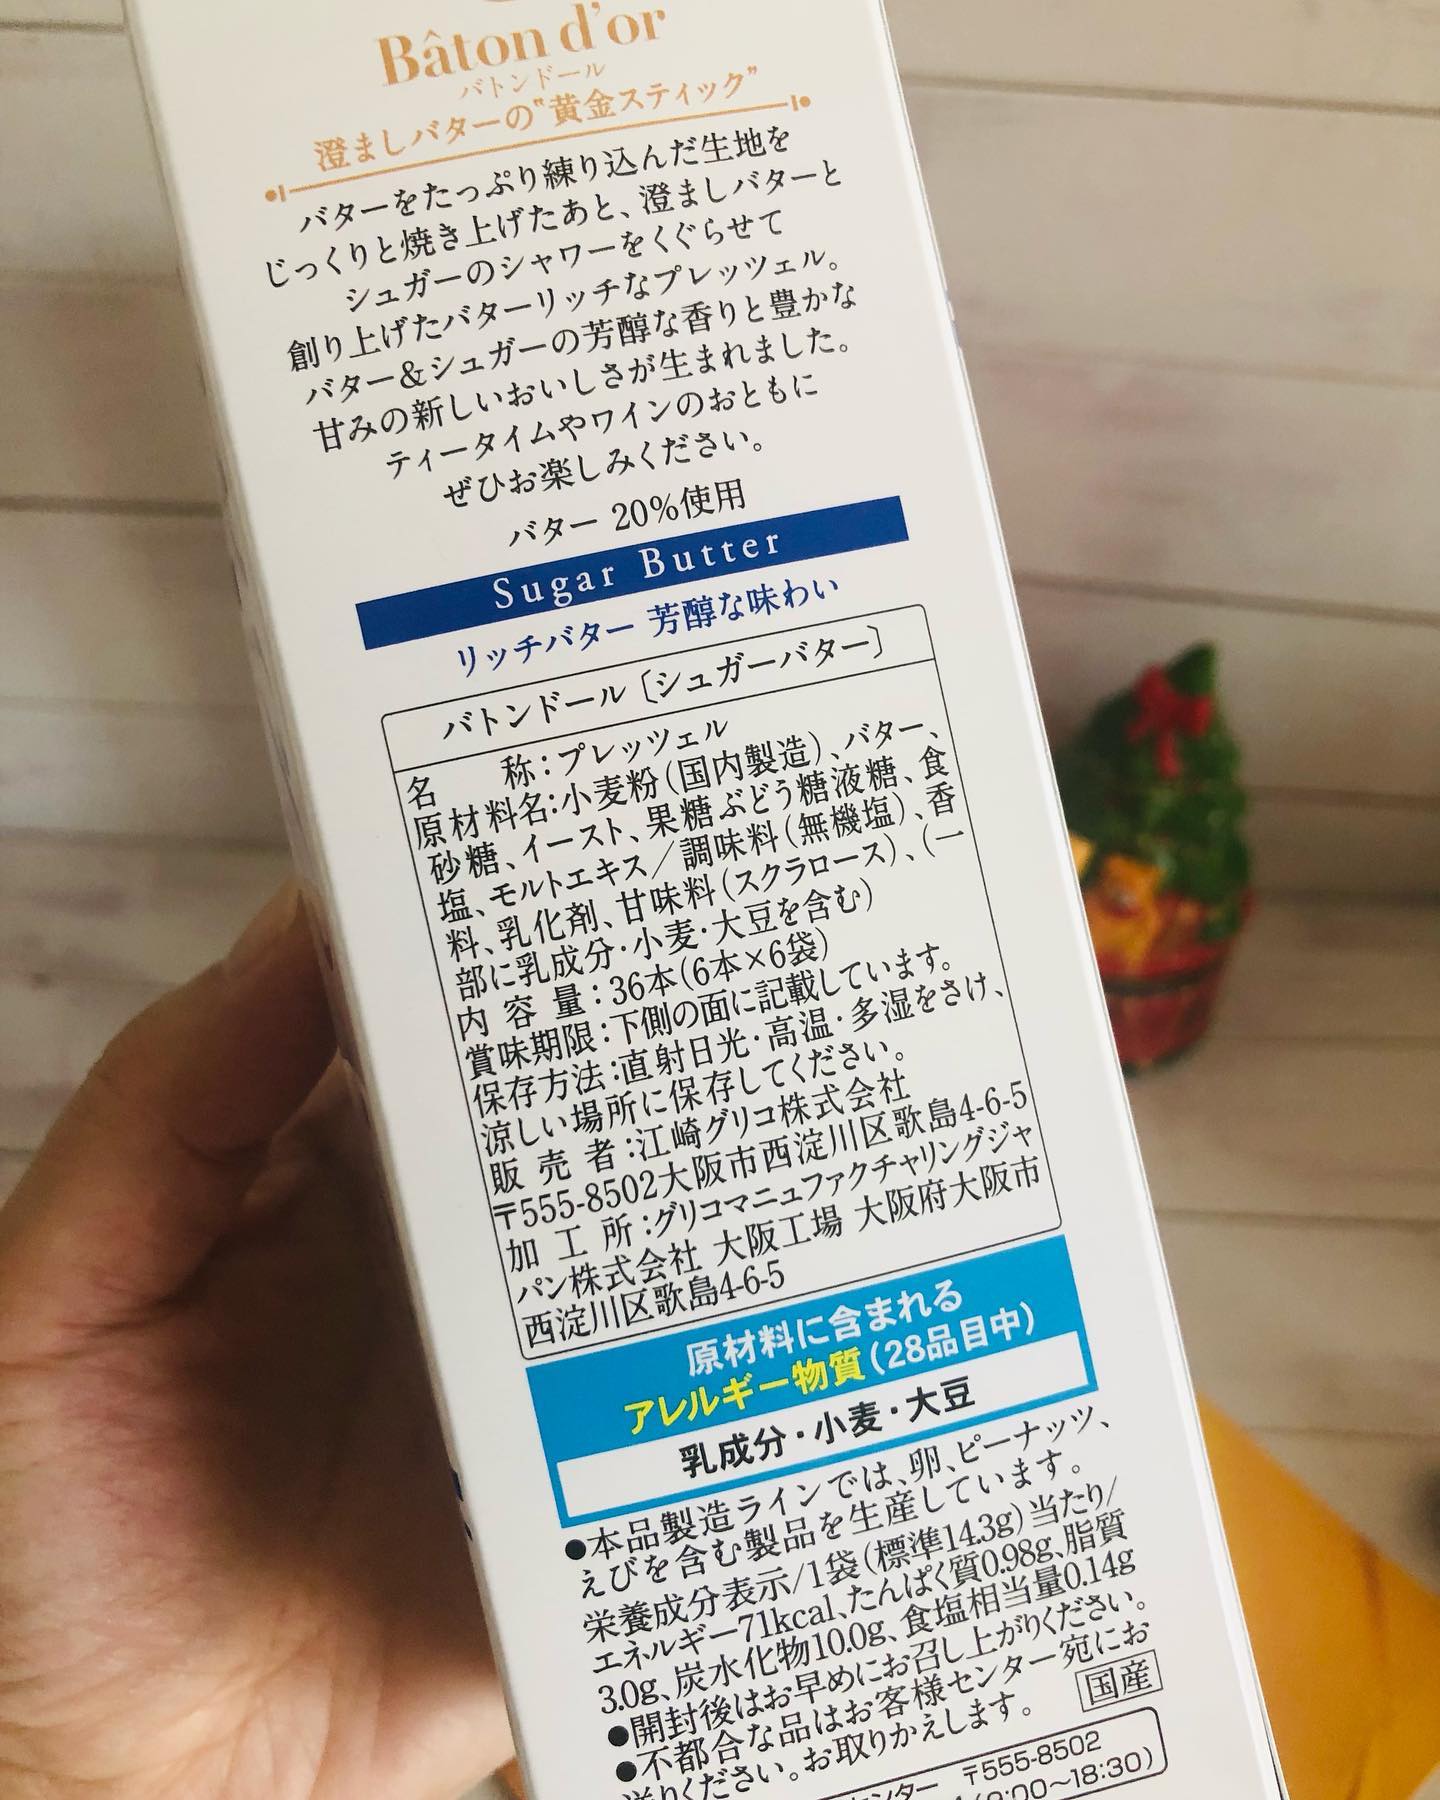 Bâton d'or
バトンドール
澄ましバターの"黄金スティック"
バターをたっぷり練り込んだ生地を
じっくりと焼き上げたあと、澄ましバターと
シュガーのシャワーをくぐらせて
創り上げたバターリッチなプレッツェル。
バター&シュガーの芳醇な香りと豊かな
甘みの新しいおいしさが生まれました。
ティータイムやワインのおともに
ぜひお楽しみください。
バター 20%使用
Sugar Butter
リッチバター 芳醇な味わい
バトンドール〔シュガーバター〕
名称:プレッツェル
原材料名:小麦粉(国内製造)、バター、
砂糖、イースト、果糖ぶどう糖液糖、食
塩、モルトエキス/調味料(無機塩)、香
料、乳化剤、甘味料(スクラロース)、(一
部に乳成分・小麦・大豆を含む)
内容量:36本(6本×6袋)
賞味期限:下側の面に記載しています。
保存方法:直射日光・高温・多湿をさけ、
涼しい場所に保存してください。
販売者:江崎グリコ株式会社
〒555-8502大阪市西淀川区歌島4-6-5
加工所:グリコマニュファクチャリングジャ
パン株式会社 大阪工場 大阪府大阪市
西淀川区歌島4-6-5
原材料に含まれる
アレルギー物質(28品目中)
乳成分・小麦・大豆
●本品製造ラインでは、卵、ピーナッツ、
えびを含む製品を生産しています。
栄養成分表示/1袋(標準14.3g)当たり/
エネルギー71kcal、たんぱく質0.98g、脂質
3.0g、炭水化物10.0g、食塩相当量0.14g
●開封後はお早めにお召し上がりください。
●不都合な品はお客様センター宛にお
送りください。お取りかえします。
国産
センター 〒555-8502
9:00〜18:30)